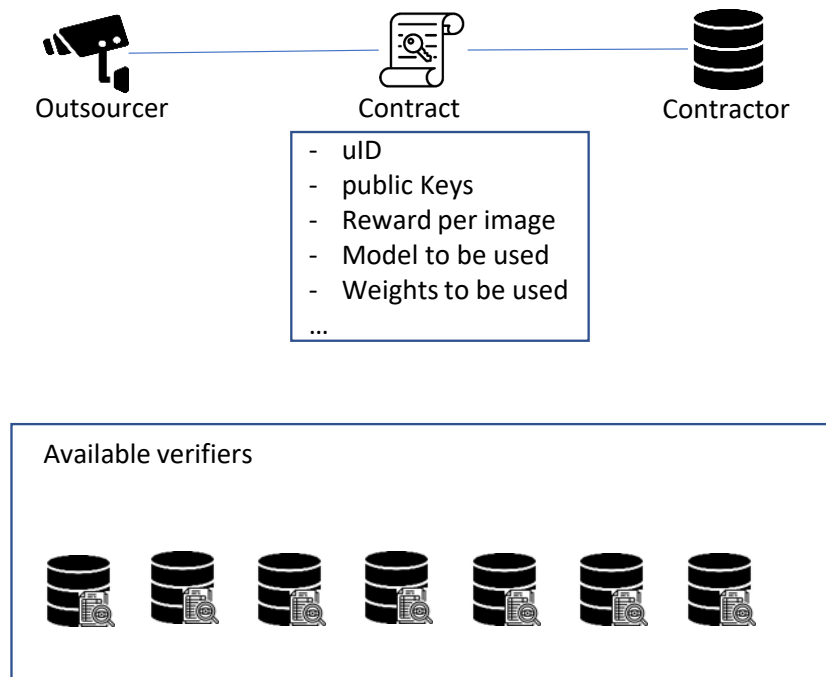 Outsourcer
Contract
Contractor
- uID
- public Keys
- Reward per image
- Model to be used
- Weights to be used
...
Available verifiers